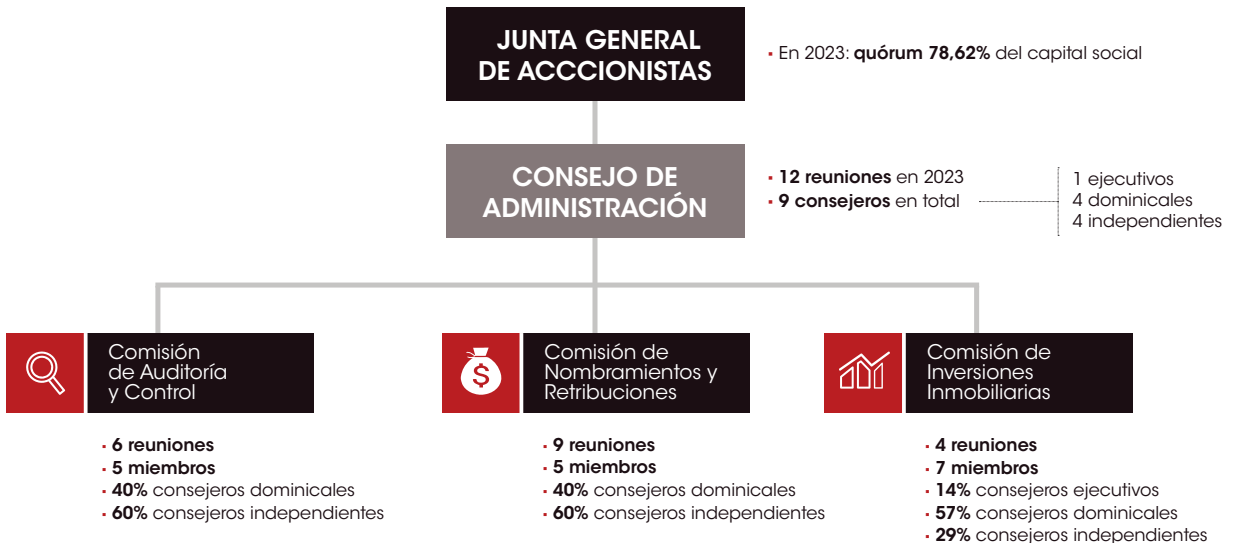 JUNTA GENERAL
DE ACCCIONISTAS
▪ En 2023: quórum 78,62% del capital social
CONSEJO DE
ADMINISTRACIÓN
▪ 12 reuniones en 2023
▪ 9 consejeros en total
1 ejecutivos
4 dominicales
4 independientes
Comisión
de Auditoría
y Control
▪ 6 reuniones
▪ 5 miembros
▪ 40% consejeros dominicales
▪ 60% consejeros independientes
$
Comisión de
Nombramientos y
Retribuciones
▪ 9 reuniones
▪ 5 miembros
▪ 40% consejeros dominicales
▪ 60% consejeros independientes
Comisión de
Inversiones
Inmobiliarias
▪ 4 reuniones
▪ 7 miembros
▪ 14% consejeros ejecutivos
▪ 57% consejeros dominicales
▪ 29% consejeros independientes